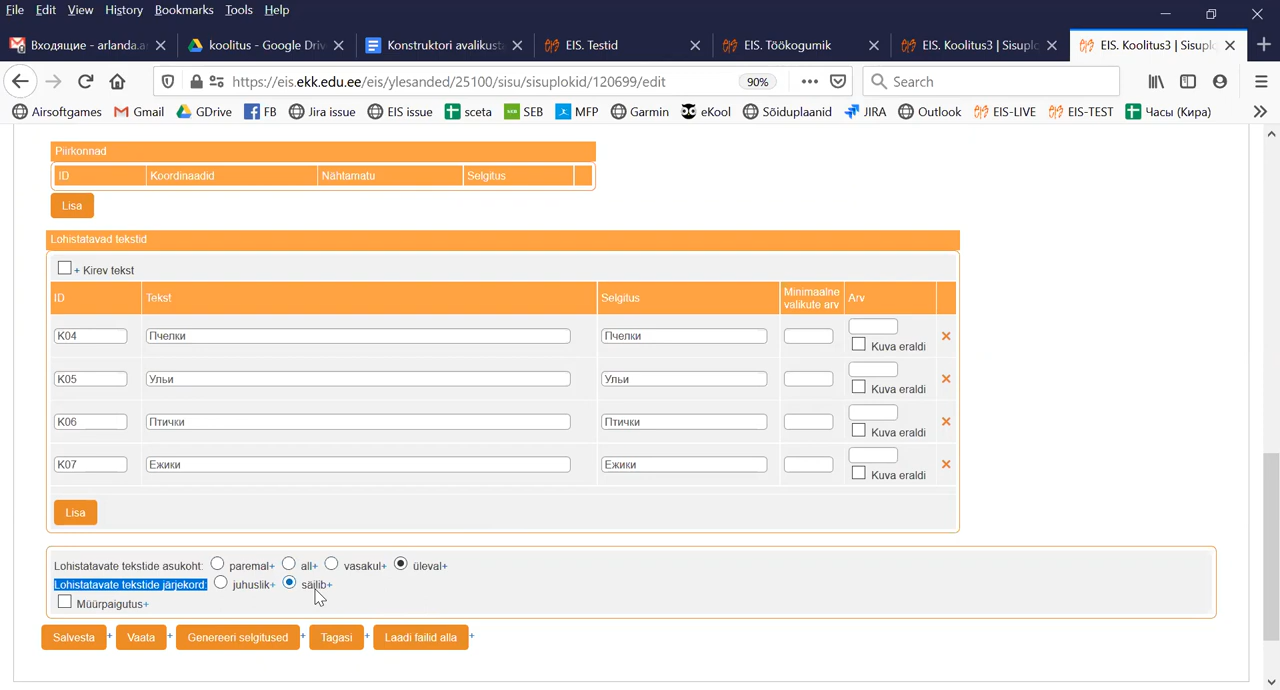 File Edit View History Bookmarks Tools Help
Входящие - arlanda.a
koolitus - Google Driv
Konstruktori avalikusta
EIS. Testid
EIS. Töökogumik
EIS. Koolitus3 | Sisuplo
EIS. Koolitus3 | Sisuplo
https://eis.ekk.edu.ee/eis/ylesanded/25100/sisu/sisuplokid/120699/edit 90% Search
Airsoftgames Gmail GDrive FB Jira issue EIS issue sceta SEB MFP Garmin eKool Sõiduplaanid JIRA Outlook EIS-LIVE EIS-TEST Часы (Кира)
Piirkonnad
ID Koordinaadid Nähtamatu Selgitus
Lisa
Lohistatavad tekstid
+ Kirev tekst
ID Tekst Selgitus Minimaalne valikute arv Arv
K04 Пчелки Пчелки
Kuva eraldi
K05 Ульи Ульи
Kuva eraldi
K06 Птички Птички
Kuva eraldi
K07 Ежики Ежики
Kuva eraldi
Lisa
Lohistatavate tekstide asukoht: paremal+ all+ vasakul+ üleval+
Lohistatavate tekstide järjekord: juhuslik+ säilib+
Müürpaigutus+
Salvesta + Vaata + Genereeri selgitused + Tagasi + Laadi failid alla +